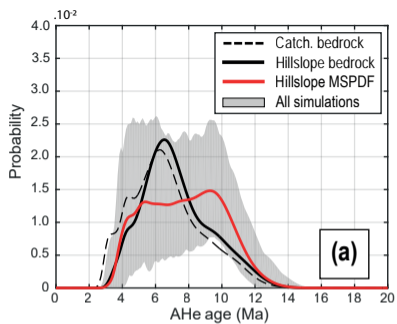 .10⁻²
4.0
3.5
3.0
2.5
2.0
1.5
1.0
0.5
0
Probability
Catch. bedrock
Hillslope bedrock
Hillslope MSPDF
All simulations
(a)
0 2 4 6 8 10 12 14 16 18 20
AHe age (Ma)